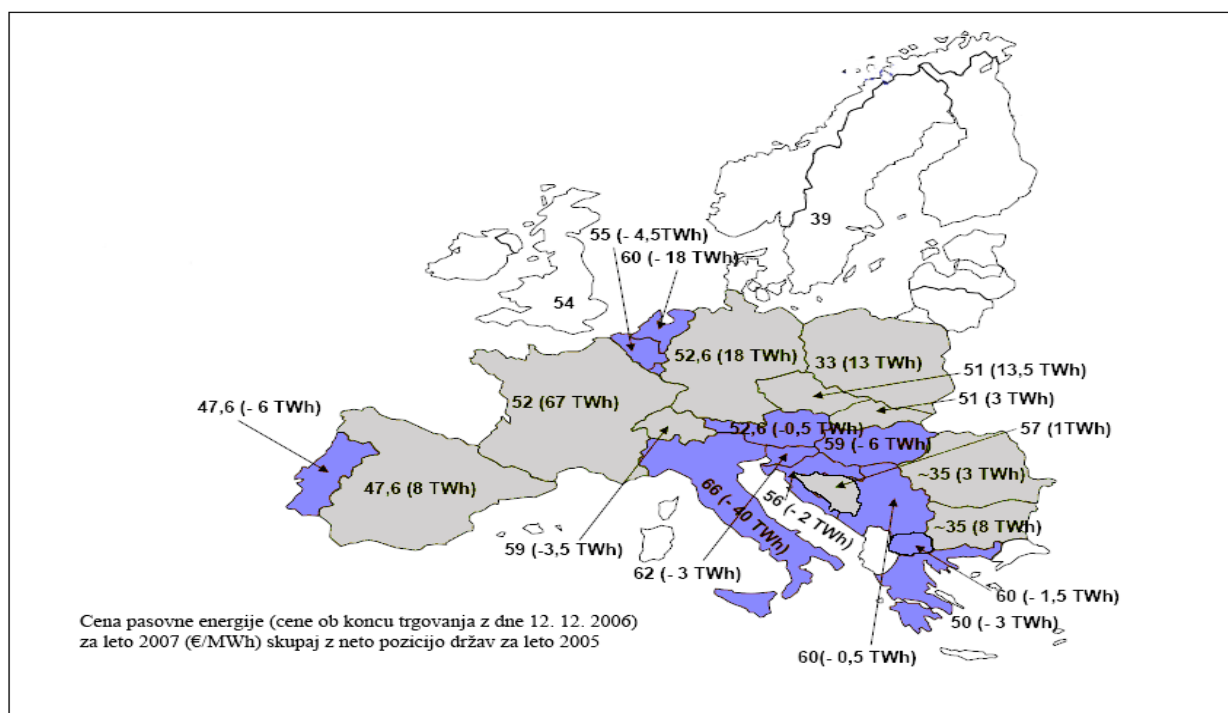 39
55 (- 4,5TWh)
60 (- 18 TWh)
54
52,6 (18 TWh)
33 (13 TWh)
51 (13,5 TWh)
51 (3 TWh)
52 (67 TWh)
47,6 (- 6 TWh)
57 (1TWh)
52,6 (-0,5 TWh)
59 (- 6 TWh)
~35 (3 TWh)
47,6 (8 TWh)
66 (- 40 TWh)
56 (- 2 TWh)
~35 (8 TWh)
59 (-3,5 TWh)
62 (- 3 TWh)
60 (- 1,5 TWh)
50 (- 3 TWh)
60(- 0,5 TWh)
Cena pasovne energije (cene ob koncu trgovanja z dne 12. 12. 2006)
za leto 2007 (€/MWh) skupaj z neto pozicijo držav za leto 2005